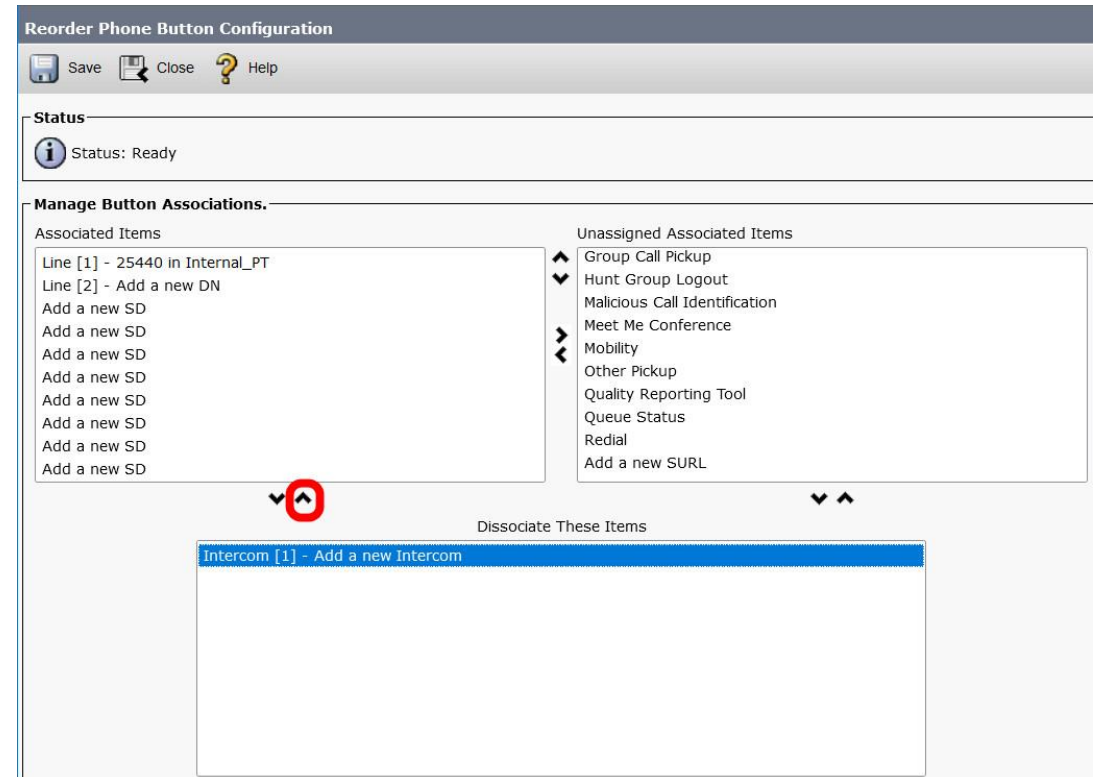 Reorder Phone Button Configuration
Save Close Help
Status
Status: Ready
Manage Button Associations.
Associated Items
Line [1] - 25440 in Internal_PT
Line [2] - Add a new DN
Add a new SD
Add a new SD
Add a new SD
Add a new SD
Add a new SD
Add a new SD
Add a new SD
Add a new SD
Unassigned Associated Items
Group Call Pickup
Hunt Group Logout
Malicious Call Identification
Meet Me Conference
Mobility
Other Pickup
Quality Reporting Tool
Queue Status
Redial
Add a new SURL
Dissociate These Items
Intercom [1] - Add a new Intercom